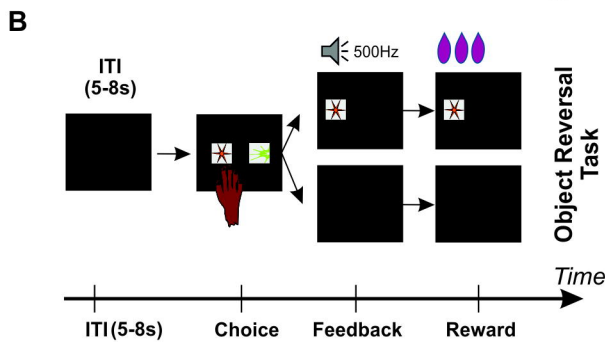 B
ITI
(5-8s)
500Hz
Object Reversal
Task
Time
ITI (5-8s)
Choice
Feedback
Reward